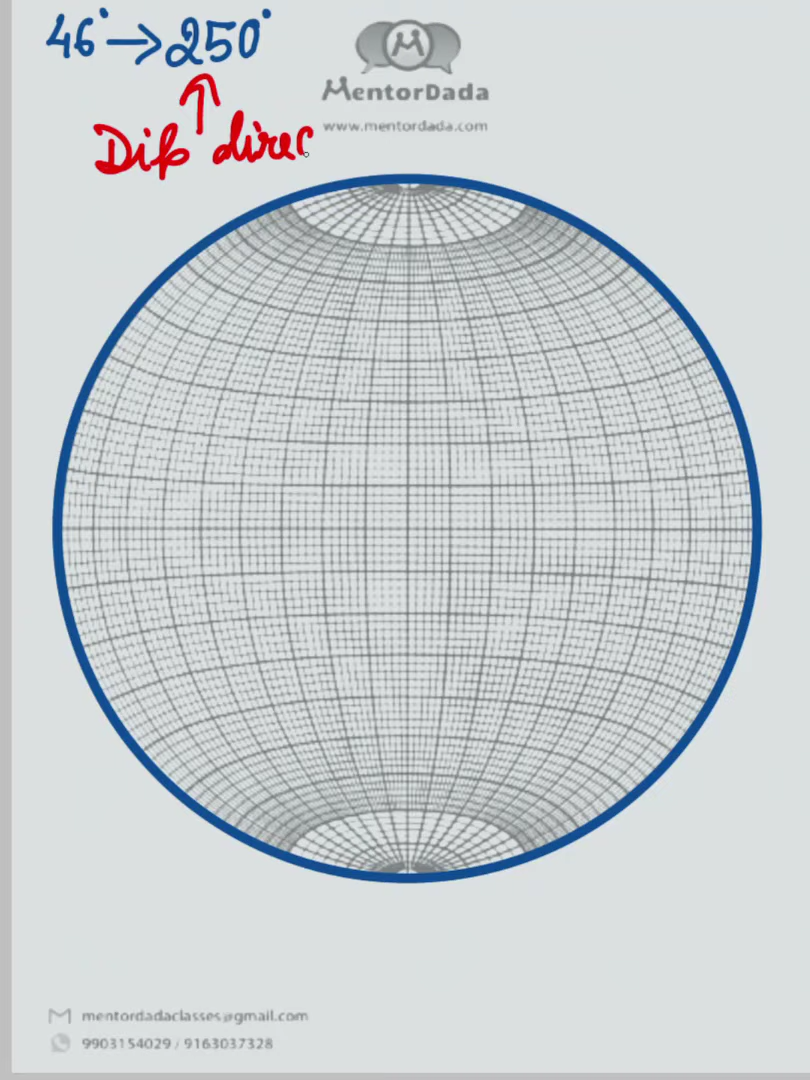 46° → 250°
MentorDada
www.mentordada.com
Dip direc
mentordadaclasses@gmail.com
9903154029 / 9163037328